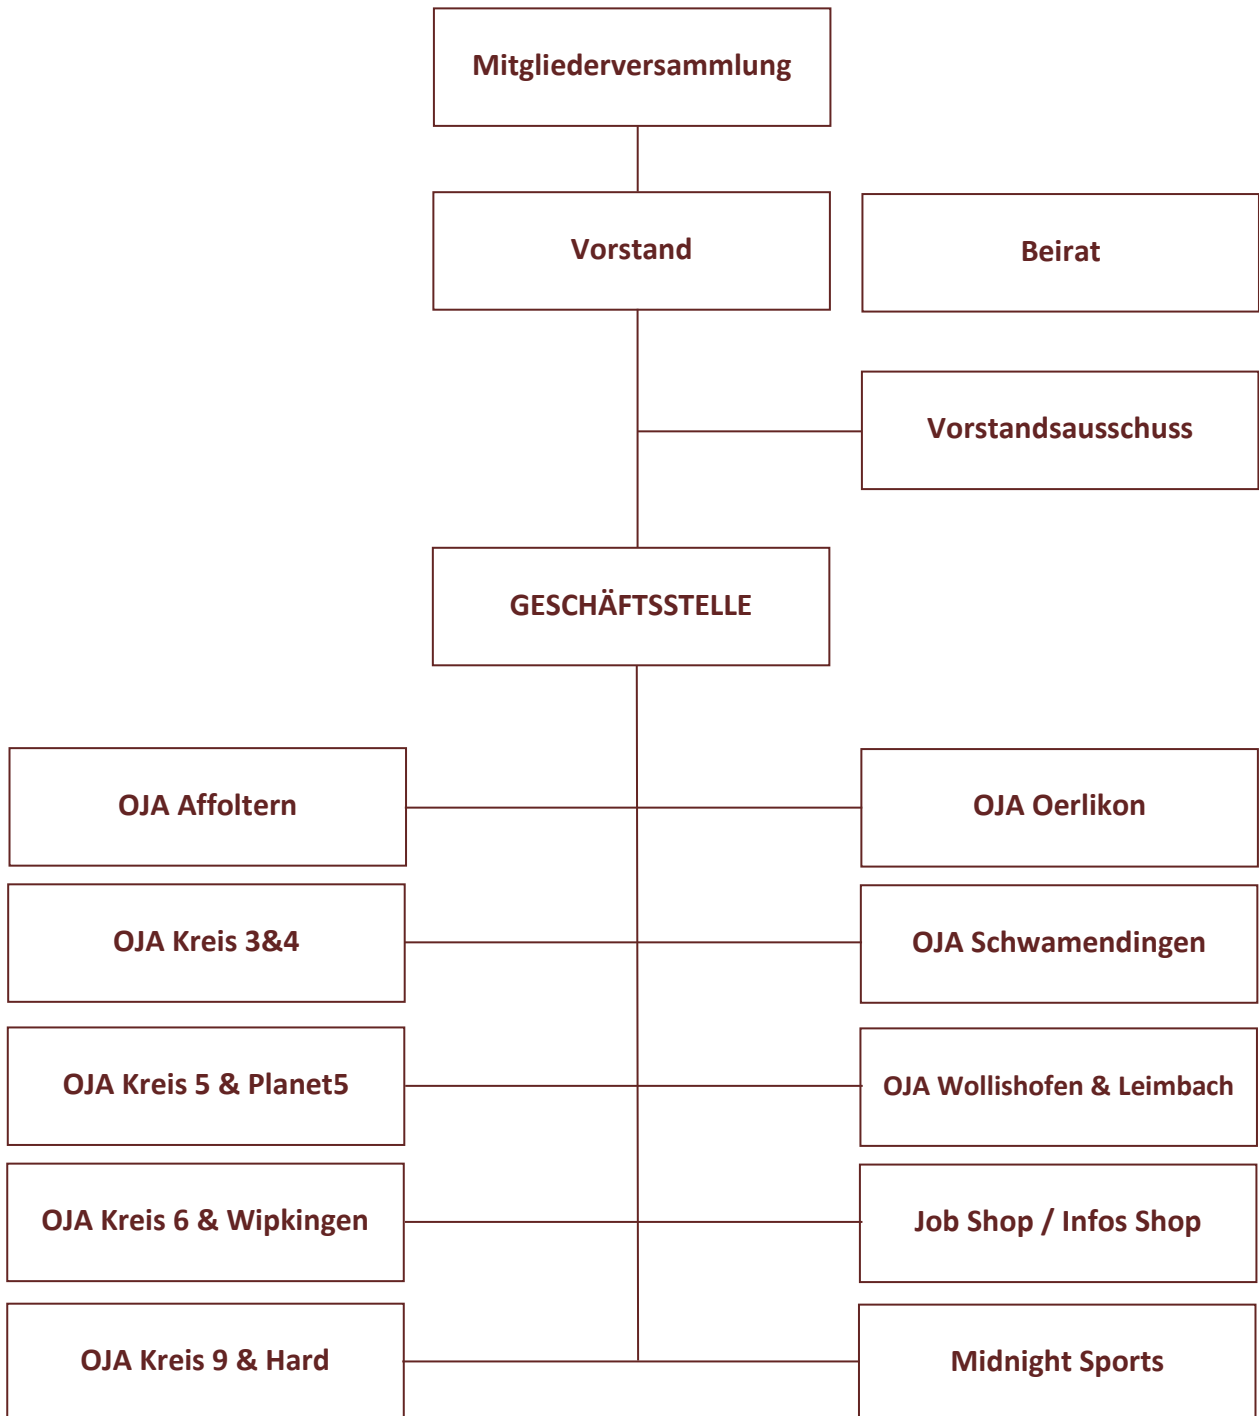 Mitgliederversammlung
Vorstand
Beirat
Vorstandsausschuss
GESCHÄFTSSTELLE
OJA Affoltern
OJA Oerlikon
OJA Kreis 3&4
OJA Schwamendingen
OJA Kreis 5 & Planet5
OJA Wollishofen & Leimbach
OJA Kreis 6 & Wipkingen
Job Shop / Infos Shop
OJA Kreis 9 & Hard
Midnight Sports